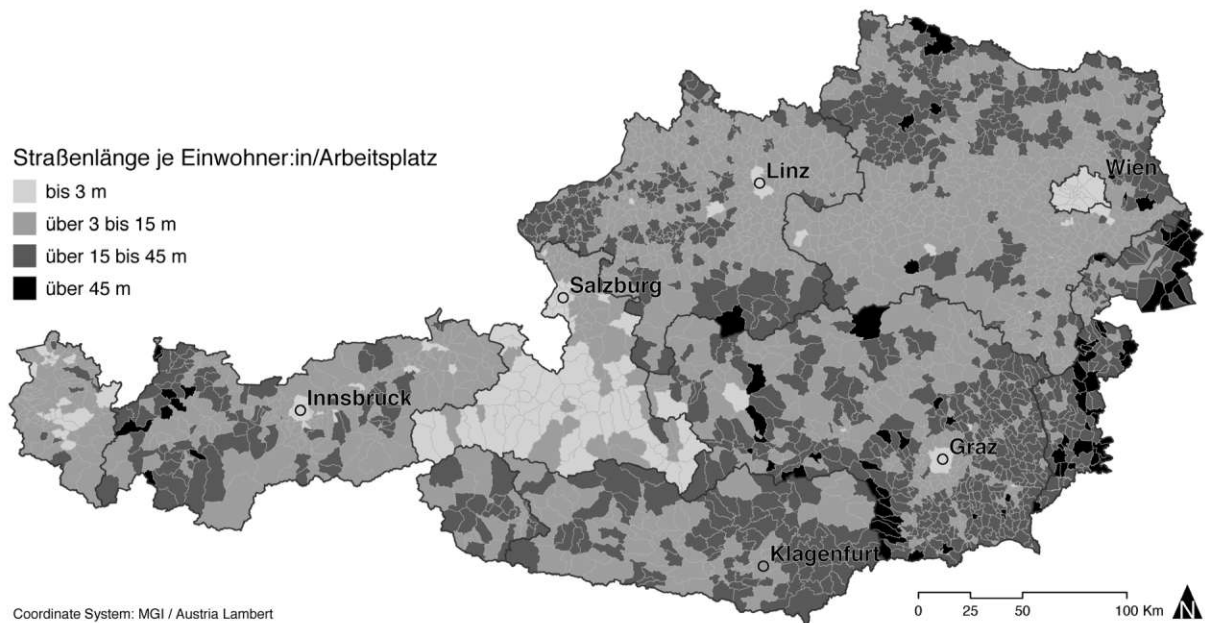 Straßenlänge je Einwohner:in/Arbeitsplatz
bis 3 m
über 3 bis 15 m
über 15 bis 45 m
über 45 m
Linz
Wien
Salzburg
Innsbruck
Graz
Klagenfurt
0 25 50 100 Km
N
Coordinate System: MGI / Austria Lambert